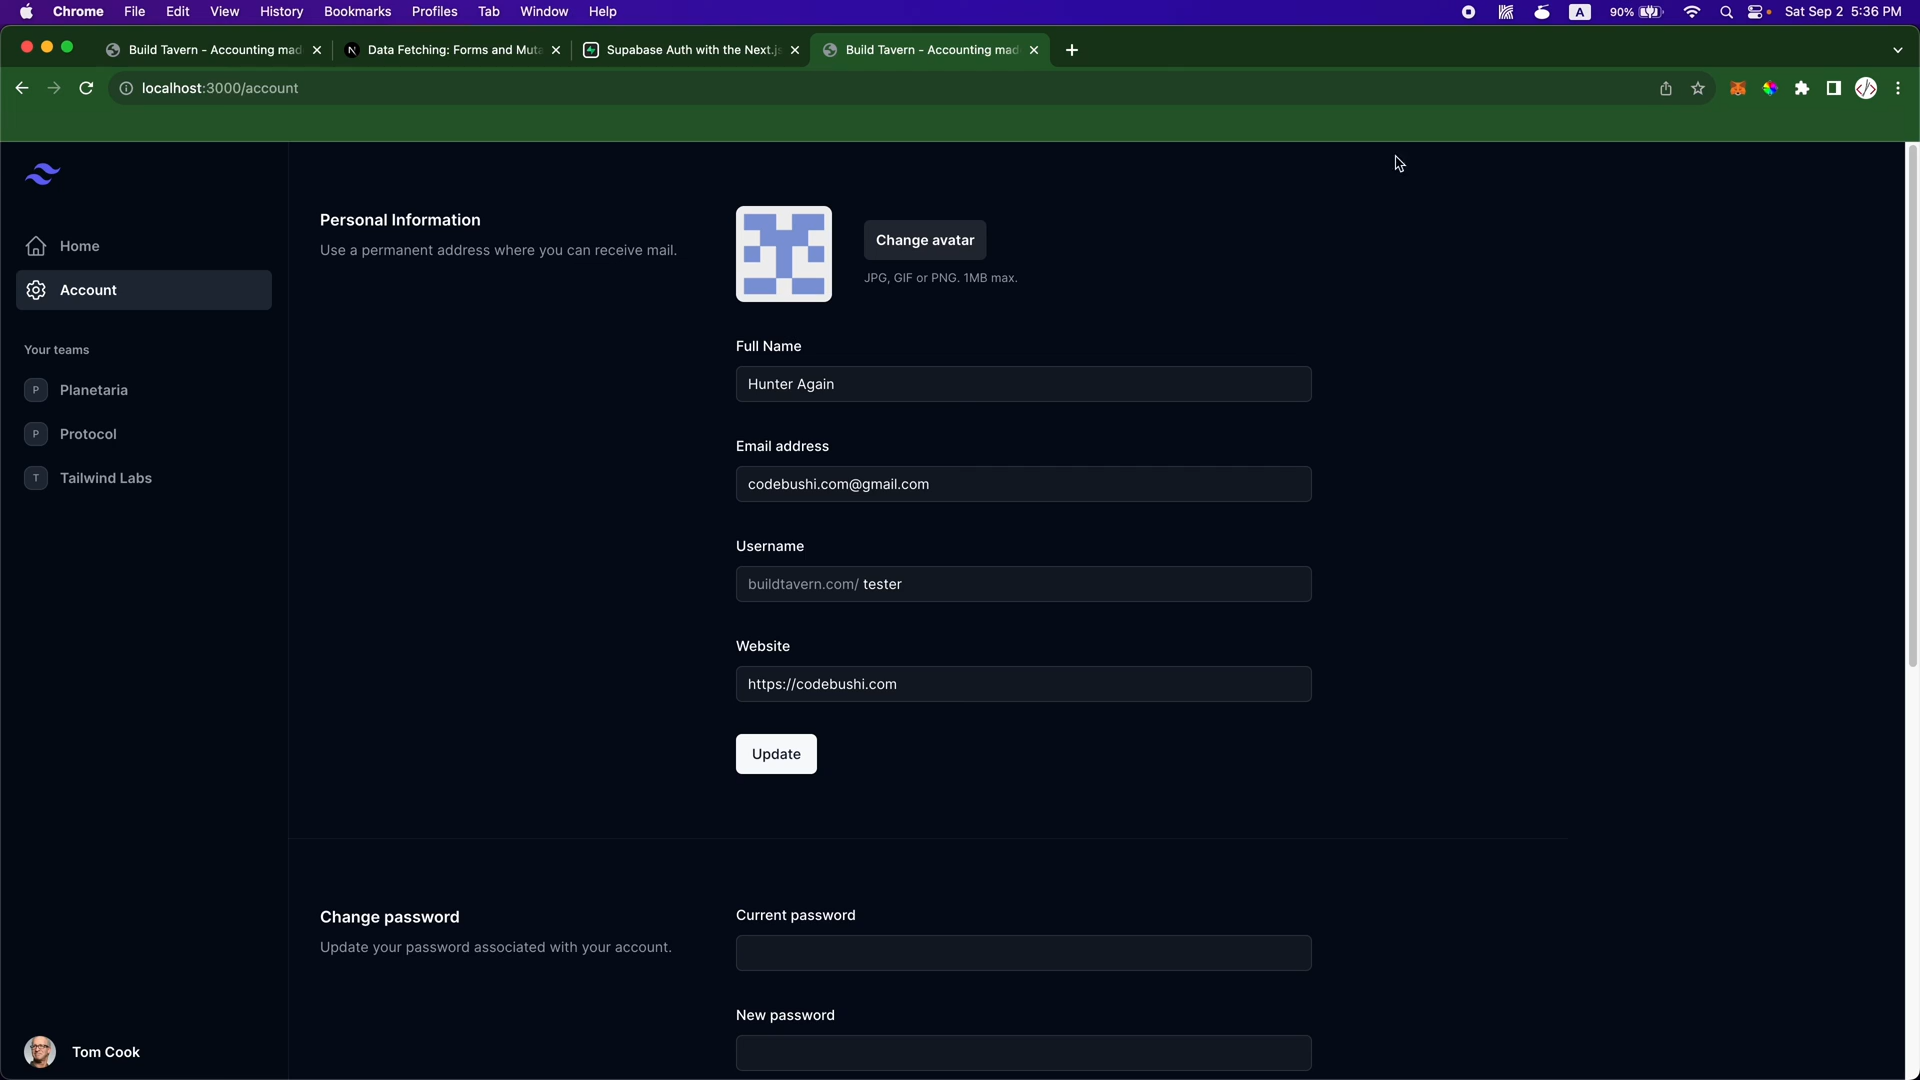 Chrome File Edit View History Bookmarks Profiles Tab Window Help A 90% Sat Sep 2 5:36 PM
Build Tavern - Accounting mad Data Fetching: Forms and Muta Supabase Auth with the Next.js Build Tavern - Accounting mad
localhost:3000/account
Home
Account
Your teams
P Planetaria
P Protocol
T Tailwind Labs
Tom Cook
Personal Information
Use a permanent address where you can receive mail.
Change avatar
JPG, GIF or PNG. 1MB max.
Full Name
Hunter Again
Email address
codebushi.com@gmail.com
Username
buildtavern.com/ tester
Website
https://codebushi.com
Update
Change password
Update your password associated with your account.
Current password
New password